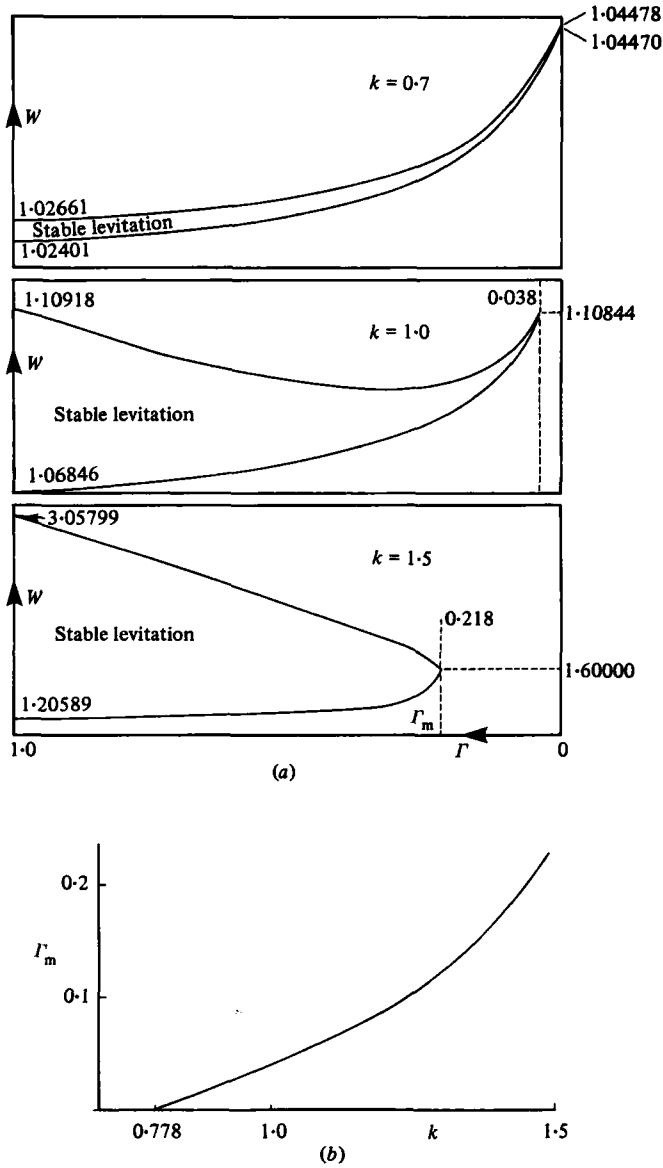 1·04478
1·04470
k = 0·7
W
1·02661
Stable levitation
1·02401
1·10918
0·038
1·10844
k = 1·0
W
Stable levitation
1·06846
3·05799
k = 1·5
W
0·218
Stable levitation
1·60000
1·20589
Γm
1·0
Γ
0
(a)
0·2
Γm
0·1
0·778
1·0
k
1·5
(b)